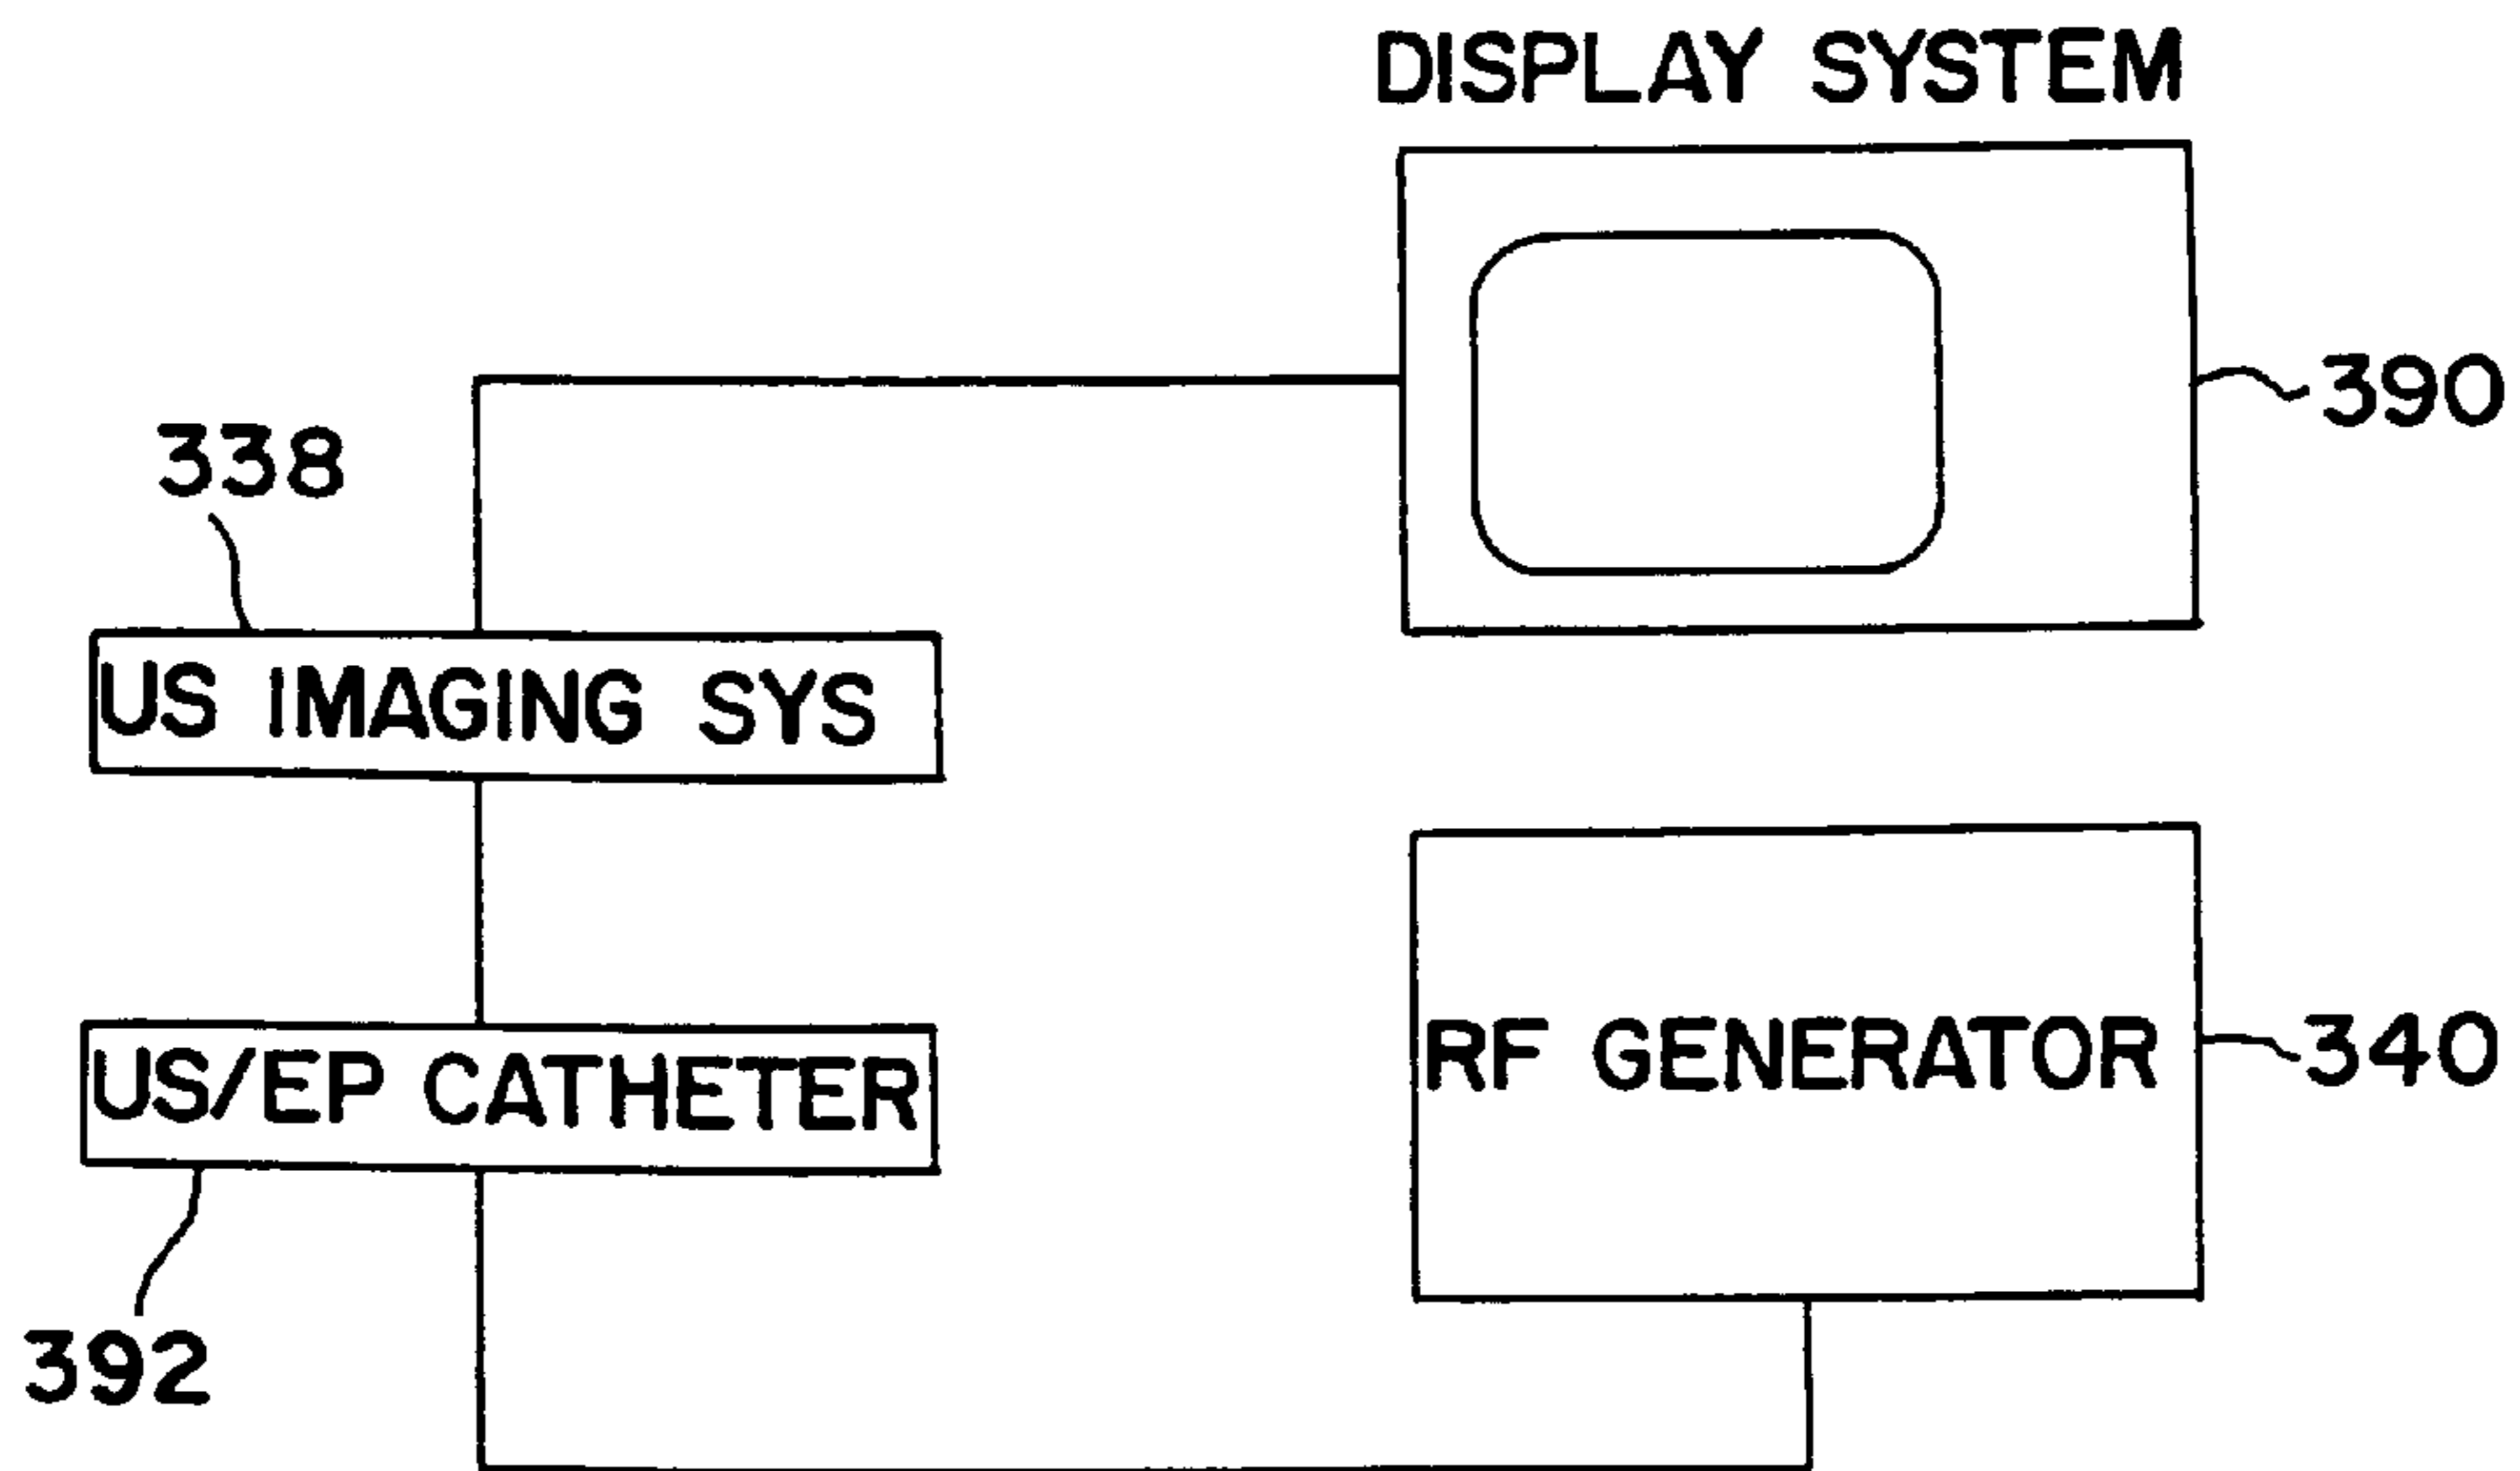 DISPLAY SYSTEM
390
338
US IMAGING SYS
RF GENERATOR
340
US/EP CATHETER
392